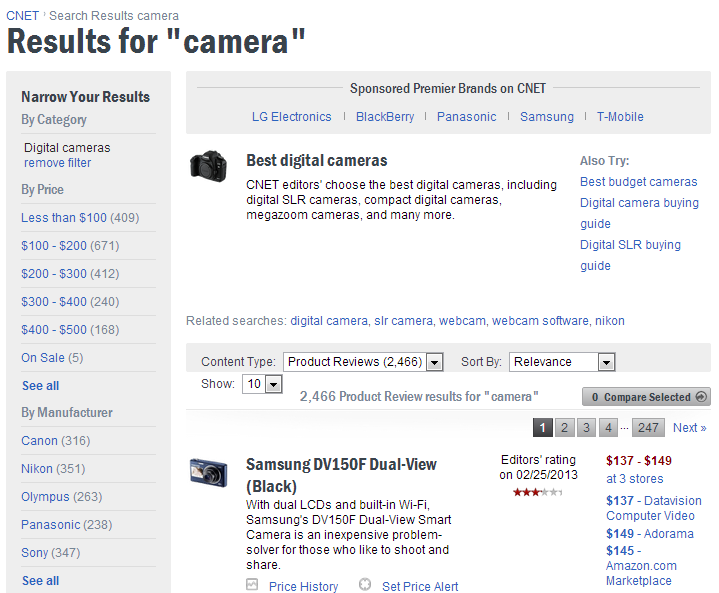 CNET Search Results camera
Results for "camera"
Narrow Your Results
By Category
Digital cameras
remove filter
By Price
Less than $100 (409)
$100 - $200 (671)
$200 - $300 (412)
$300 - $400 (240)
$400 - $500 (168)
On Sale (5)
See all
By Manufacturer
Canon (316)
Nikon (351)
Olympus (263)
Panasonic (238)
Sony (347)
See all
Sponsored Premier Brands on CNET
LG Electronics | BlackBerry | Panasonic | Samsung | T-Mobile
Best digital cameras
CNET editors' choose the best digital cameras, including
digital SLR cameras, compact digital cameras,
megazoom cameras, and many more.
Also Try:
Best budget cameras
Digital camera buying
guide
Digital SLR buying
guide
Related searches: digital camera, slr camera, webcam, webcam software, nikon
Content Type: Product Reviews (2,466) Sort By: Relevance
Show: 10
2,466 Product Review results for "camera"
0 Compare Selected
1 2 3 4 ... 247 Next »
Samsung DV150F Dual-View
(Black)
With dual LCDs and built-in Wi-Fi,
Samsung's DV150F Dual-View Smart
Camera is an inexpensive problem-
solver for those who like to shoot and
share.
Price History Set Price Alert
Editors' rating
on 02/25/2013
$137 - $149
at 3 stores
$137 - Datavision
Computer Video
$149 - Adorama
$145 -
Amazon.com
Marketplace